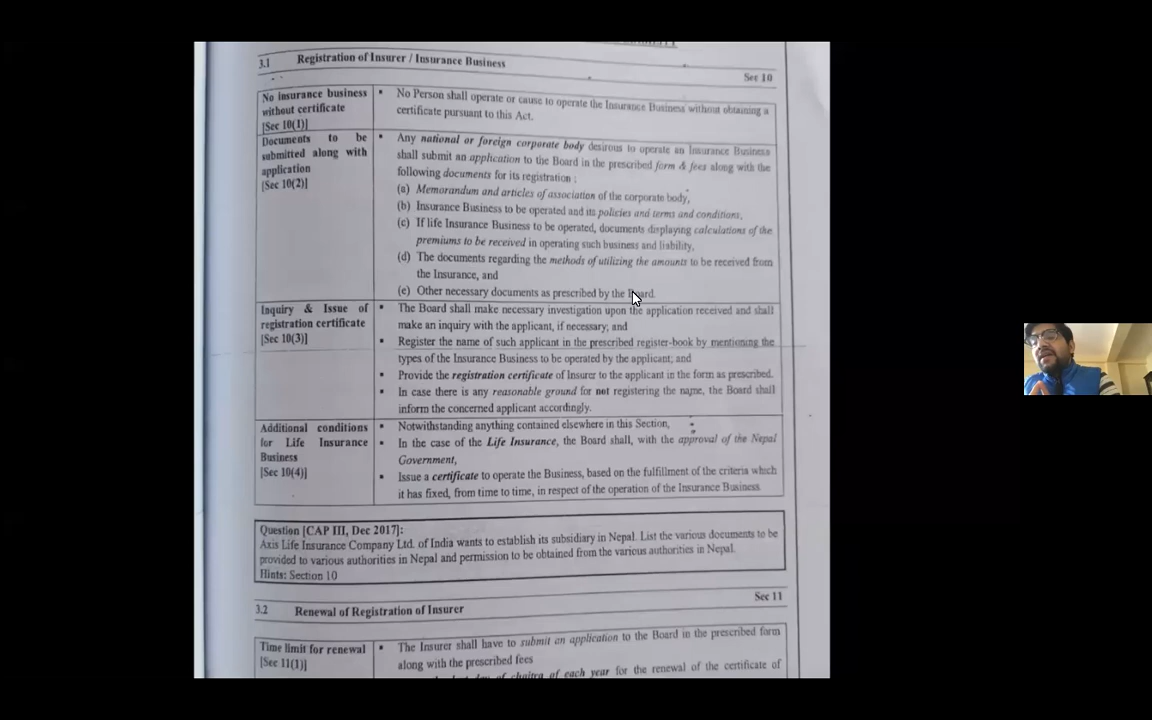 3.1 Registration of Insurer / Insurance Business
Sec 10
No insurance business
without certificate
[Sec 10(1)]
• No Person shall operate or cause to operate the Insurance Business without obtaining a
certificate pursuant to this Act.
Documents to be
submitted along with
application
[Sec 10(2)]
• Any national or foreign corporate body desirous to operate an Insurance Business
shall submit an application to the Board in the prescribed form & fees along with the
following documents for its registration :
(a) Memorandum and articles of association of the corporate body,
(b) Insurance Business to be operated and its policies and terms and conditions,
(c) If life Insurance Business to be operated, documents displaying calculations of the
premiums to be received in operating such business and liability,
(d) The documents regarding the methods of utilizing the amounts to be received from
the Insurance, and
(e) Other necessary documents as prescribed by the Board.
Inquiry & Issue of
registration certificate
[Sec 10(3)]
• The Board shall make necessary investigation upon the application received and shall
make an inquiry with the applicant, if necessary; and
• Register the name of such applicant in the prescribed register-book by mentioning the
types of the Insurance Business to be operated by the applicant; and
• Provide the registration certificate of Insurer to the applicant in the form as prescribed.
• In case there is any reasonable ground for not registering the name, the Board shall
inform the concerned applicant accordingly.
Additional conditions
for Life Insurance
Business
[Sec 10(4)]
• Notwithstanding anything contained elsewhere in this Section,
• In the case of the Life Insurance, the Board shall, with the approval of the Nepal
Government,
• Issue a certificate to operate the Business, based on the fulfillment of the criteria which
it has fixed, from time to time, in respect of the operation of the Insurance Business.
Question [CAP III, Dec 2017]:
Axis Life Insurance Company Ltd. of India wants to establish its subsidiary in Nepal. List the various documents to be
provided to various authorities in Nepal and permission to be obtained from the various authorities in Nepal.
Hints: Section 10
Sec 11
3.2 Renewal of Registration of Insurer
Time limit for renewal
[Sec 11(1)]
• The Insurer shall have to submit an application to the Board in the prescribed form
along with the prescribed fees
day of chaitra of each year for the renewal of the certificate of